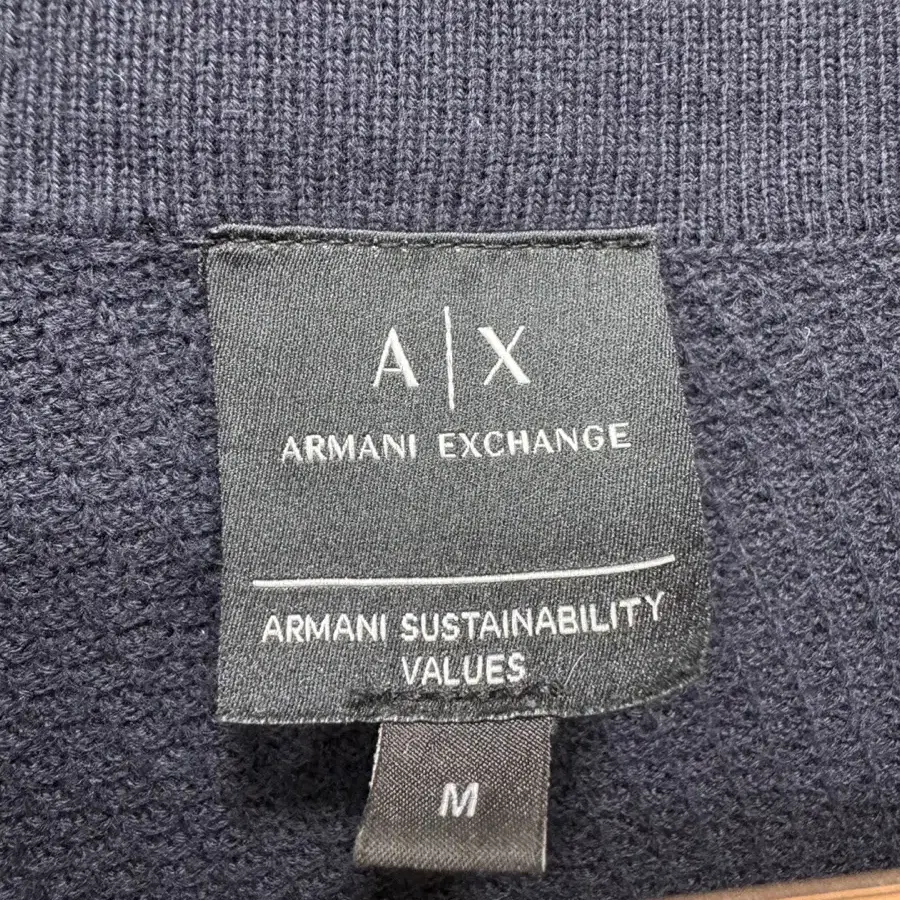 A|X
ARMANI EXCHANGE
ARMANI SUSTAINABILITY
VALUES
M